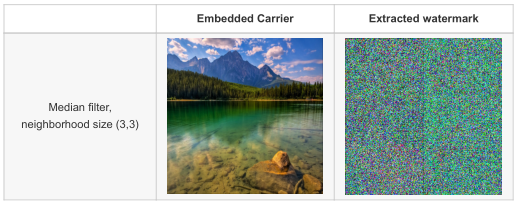 Embedded Carrier
Extracted watermark
Median filter,
neighborhood size (3,3)